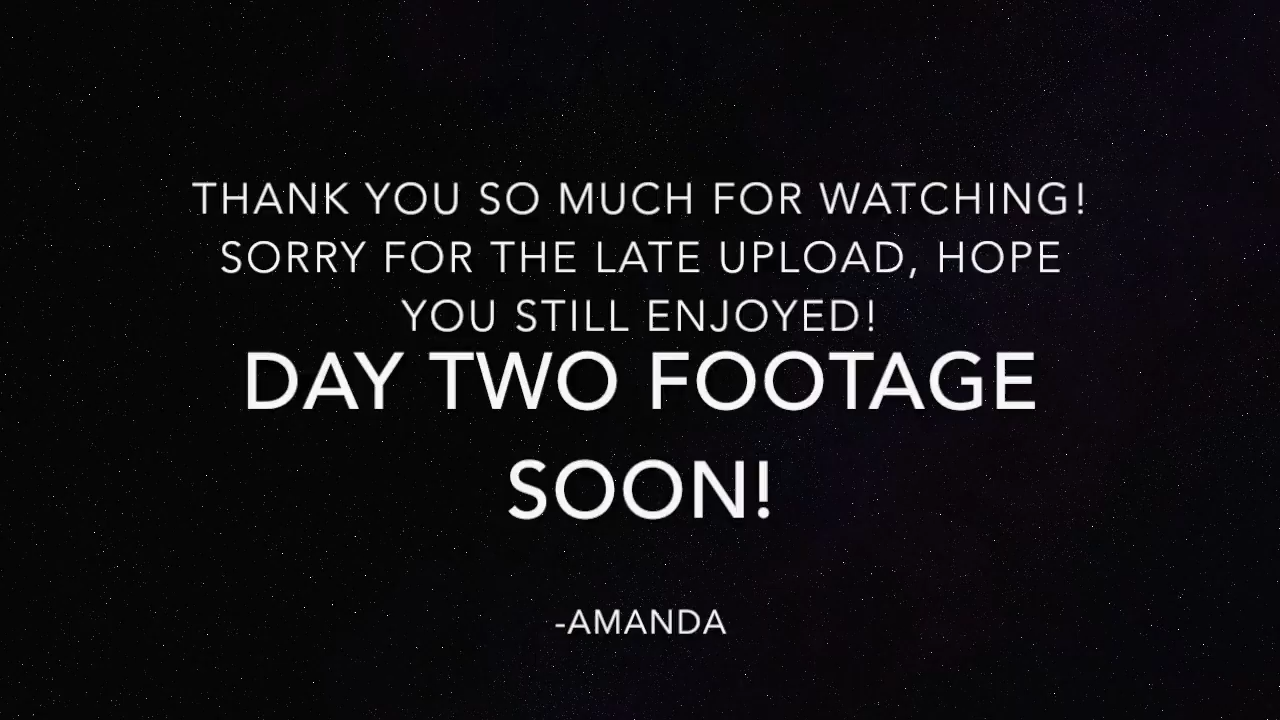 THANK YOU SO MUCH FOR WATCHING!
SORRY FOR THE LATE UPLOAD, HOPE
YOU STILL ENJOYED!
DAY TWO FOOTAGE
SOON!
-AMANDA